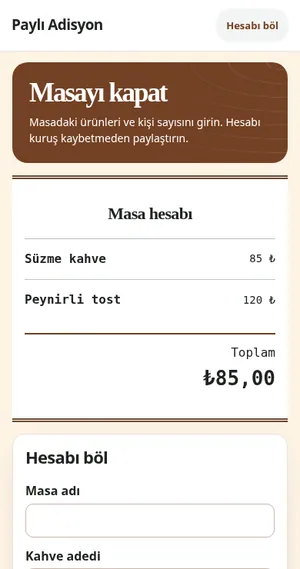 Paylı Adisyon
Hesabı böl
Masayı kapat
Masadaki ürünleri ve kişi sayısını girin. Hesabı
kuruş kaybetmeden paylaştırın.
Masa hesabı
Süzme kahve 85 ₺
Peynirli tost 120 ₺
Toplam
₺85,00
Hesabı böl
Masa adı
Kahve adedi